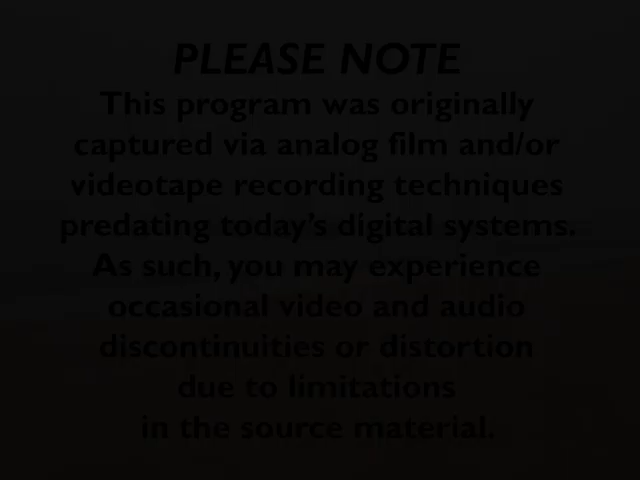 PLEASE NOTE
This program was originally
captured via analog film and/or
videotape recording techniques
predating today's digital systems.
As such, you may experience
occasional video and audio
discontinuities or distortion
due to limitations
in the source material.